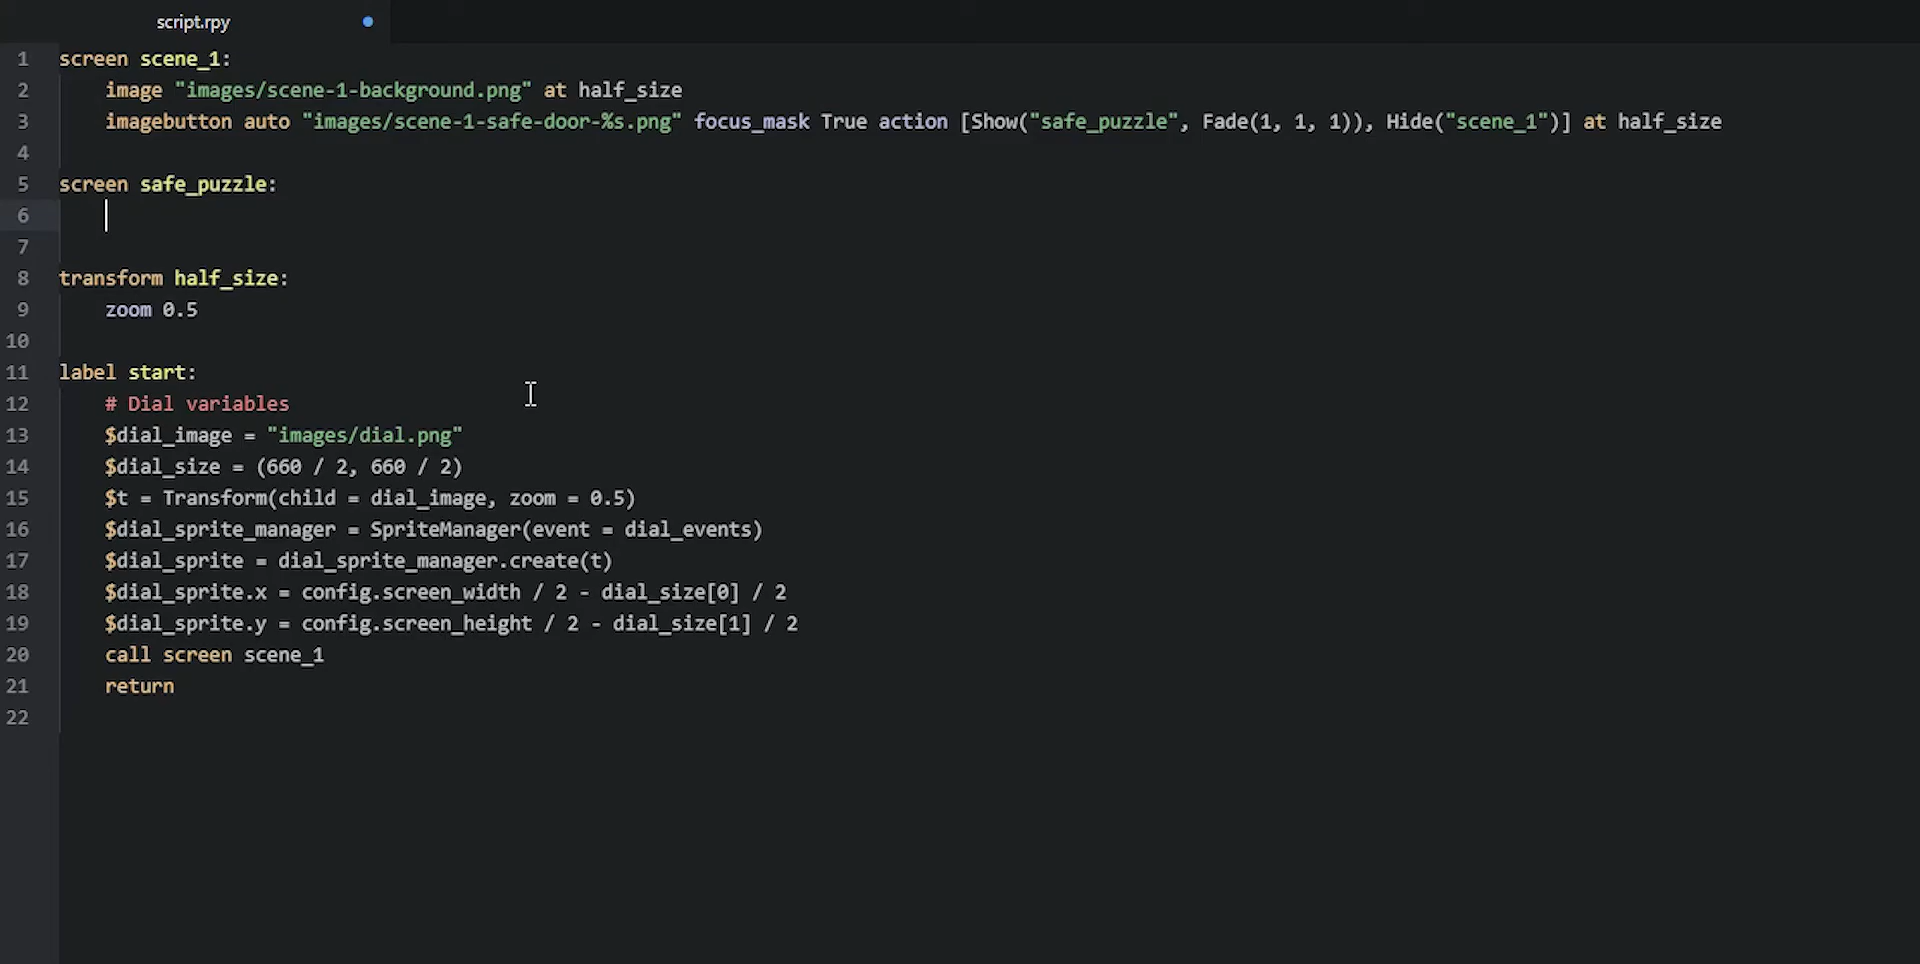 script.rpy
1 screen scene_1:
2     image "images/scene-1-background.png" at half_size
3     imagebutton auto "images/scene-1-safe-door-%s.png" focus_mask True action [Show("safe_puzzle", Fade(1, 1, 1)), Hide("scene_1")] at half_size
4
5 screen safe_puzzle:
6
7
8 transform half_size:
9     zoom 0.5
10
11 label start:
12     # Dial variables
13     $dial_image = "images/dial.png"
14     $dial_size = (660 / 2, 660 / 2)
15     $t = Transform(child = dial_image, zoom = 0.5)
16     $dial_sprite_manager = SpriteManager(event = dial_events)
17     $dial_sprite = dial_sprite_manager.create(t)
18     $dial_sprite.x = config.screen_width / 2 - dial_size[0] / 2
19     $dial_sprite.y = config.screen_height / 2 - dial_size[1] / 2
20     call screen scene_1
21     return
22